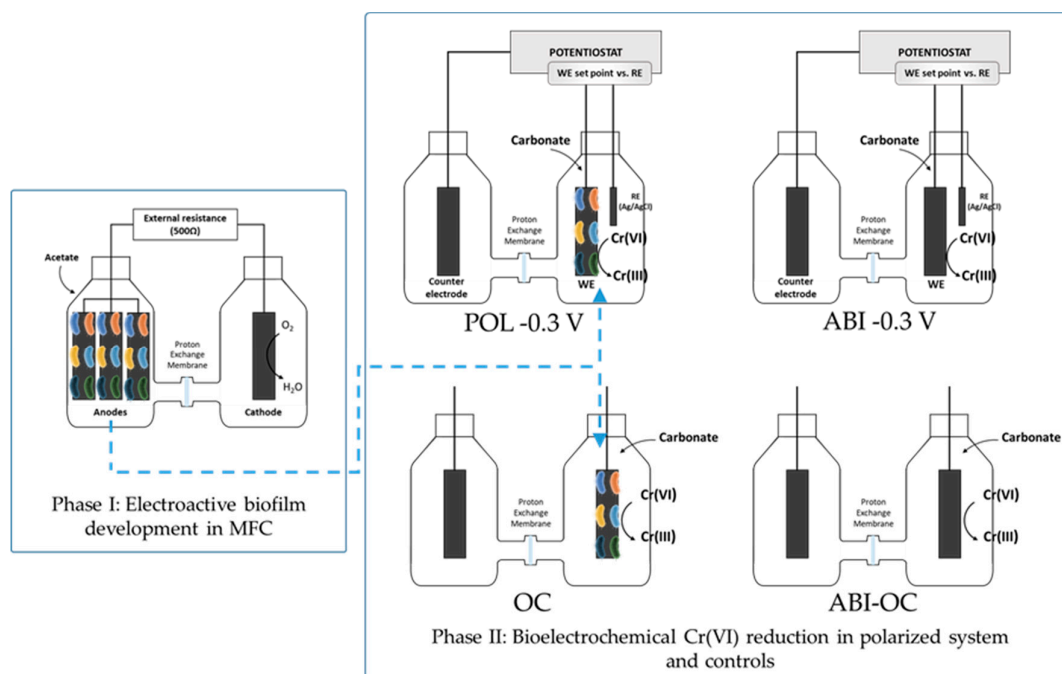 External resistance
(500Ω)
Acetate
Proton
Exchange
Membrane
O₂
H₂O
Anodes
Cathode
Phase I: Electroactive biofilm
development in MFC
POTENTIOSTAT
WE set point vs. RE
Carbonate
RE
(Ag/AgCl)
Proton
Exchange
Membrane
Cr(VI)
Cr(III)
Counter
electrode
WE
POL -0.3 V
POTENTIOSTAT
WE set point vs. RE
Carbonate
RE
(Ag/AgCl)
Proton
Exchange
Membrane
Cr(VI)
Cr(III)
Counter
electrode
WE
ABI -0.3 V
Carbonate
Proton
Exchange
Membrane
Cr(VI)
Cr(III)
OC
Carbonate
Proton
Exchange
Membrane
Cr(VI)
Cr(III)
ABI-OC
Phase II: Bioelectrochemical Cr(VI) reduction in polarized system
and controls